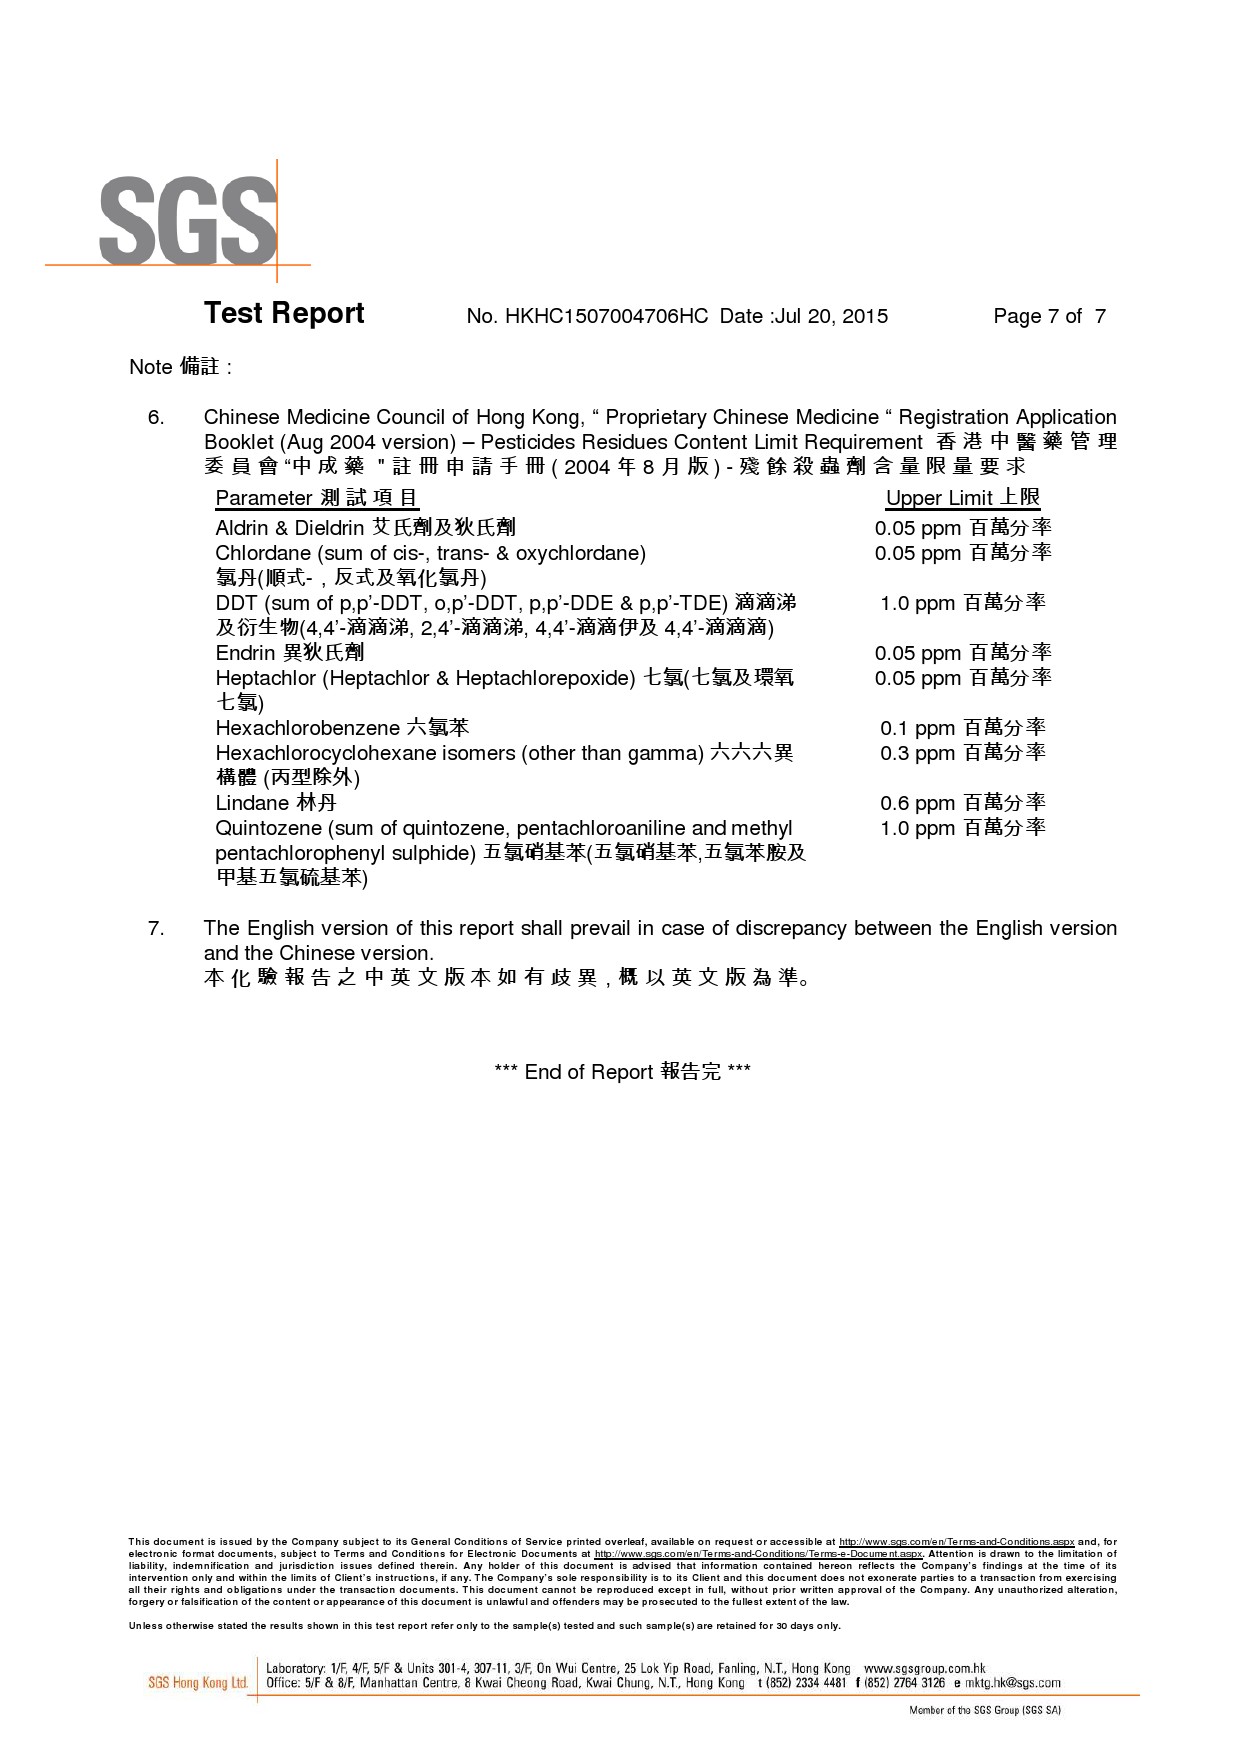 SGS
Test Report No. HKHC1507004706HC Date :Jul 20, 2015 Page 7 of 7
Note 備註 :
6. Chinese Medicine Council of Hong Kong, “ Proprietary Chinese Medicine “ Registration Application
Booklet (Aug 2004 version) – Pesticides Residues Content Limit Requirement 香港中醫藥管理
委員會“中成藥 "註冊申請手冊(2004年8月版)-殘餘殺蟲劑含量限量要求
Parameter 測試項目 Upper Limit 上限
Aldrin & Dieldrin 艾氏劑及狄氏劑 0.05 ppm 百萬分率
Chlordane (sum of cis-, trans- & oxychlordane) 0.05 ppm 百萬分率
氯丹(順式- , 反式及氧化氯丹)
DDT (sum of p,p’-DDT, o,p’-DDT, p,p’-DDE & p,p’-TDE) 滴滴涕 1.0 ppm 百萬分率
及衍生物(4,4’-滴滴涕, 2,4’-滴滴涕, 4,4’-滴滴伊及 4,4’-滴滴滴)
Endrin 異狄氏劑 0.05 ppm 百萬分率
Heptachlor (Heptachlor & Heptachlorepoxide) 七氯(七氯及環氧 0.05 ppm 百萬分率
七氯)
Hexachlorobenzene 六氯苯 0.1 ppm 百萬分率
Hexachlorocyclohexane isomers (other than gamma) 六六六異 0.3 ppm 百萬分率
構體 (丙型除外)
Lindane 林丹 0.6 ppm 百萬分率
Quintozene (sum of quintozene, pentachloroaniline and methyl 1.0 ppm 百萬分率
pentachlorophenyl sulphide) 五氯硝基苯(五氯硝基苯,五氯苯胺及
甲基五氯硫基苯)
7. The English version of this report shall prevail in case of discrepancy between the English version
and the Chinese version.
本化驗報告之中英文版本如有歧異,概以英文版為準。
*** End of Report 報告完 ***
This document is issued by the Company subject to its General Conditions of Service printed overleaf, available on request or accessible at http://www.sgs.com/en/Terms-and-Conditions.aspx and, for
electronic format documents, subject to Terms and Conditions for Electronic Documents at http://www.sgs.com/en/Terms-and-Conditions/Terms-e-Document.aspx. Attention is drawn to the limitation of
liability, indemnification and jurisdiction issues defined therein. Any holder of this document is advised that information contained hereon reflects the Company’s findings at the time of its
intervention only and within the limits of Client’s instructions, if any. The Company’s sole responsibility is to its Client and this document does not exonerate parties to a transaction from exercising
all their rights and obligations under the transaction documents. This document cannot be reproduced except in full, without prior written approval of the Company. Any unauthorized alteration,
forgery or falsification of the content or appearance of this document is unlawful and offenders may be prosecuted to the fullest extent of the law.
Unless otherwise stated the results shown in this test report refer only to the sample(s) tested and such sample(s) are retained for 30 days only.
SGS Hong Kong Ltd.
Laboratory: 1/F, 4/F, 5/F & Units 301-4, 307-11, 3/F, On Wui Centre, 25 Lok Yip Road, Fanling, N.T., Hong Kong www.sgsgroup.com.hk
Office: 5/F & 8/F, Manhattan Centre, 8 Kwai Cheong Road, Kwai Chung, N.T., Hong Kong t (852) 2334 4481 f (852) 2764 3126 e mktg.hk@sgs.com
Member of the SGS Group (SGS SA)